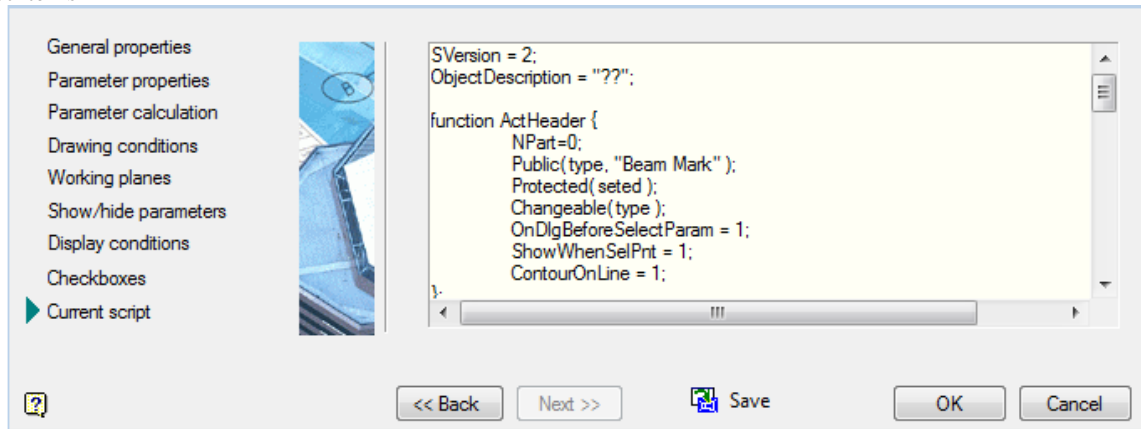 General properties
Parameter properties
Parameter calculation
Drawing conditions
Working planes
Show/hide parameters
Display conditions
Checkboxes
Current script
B
SVersion = 2;
ObjectDescription = "??";
function ActHeader {
NPart=0;
Public( type, "Beam Mark" );
Protected( seted );
Changeable( type );
OnDlgBeforeSelectParam = 1;
ShowWhenSelPnt = 1;
ContourOnLine = 1;
?
<< Back
Next >>
Save
OK
Cancel